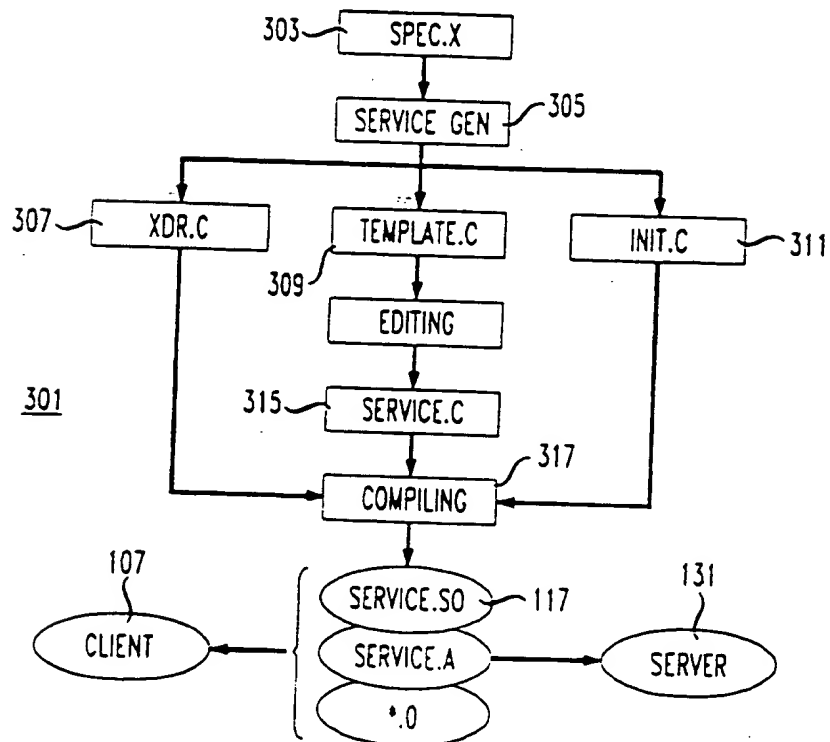 303
SPEC.X
SERVICE GEN
305
307
XDR.C
TEMPLATE.C
309
INIT.C
311
EDITING
301
315
SERVICE.C
317
COMPILING
107
CLIENT
SERVICE.SO
117
131
SERVICE.A
SERVER
*.O